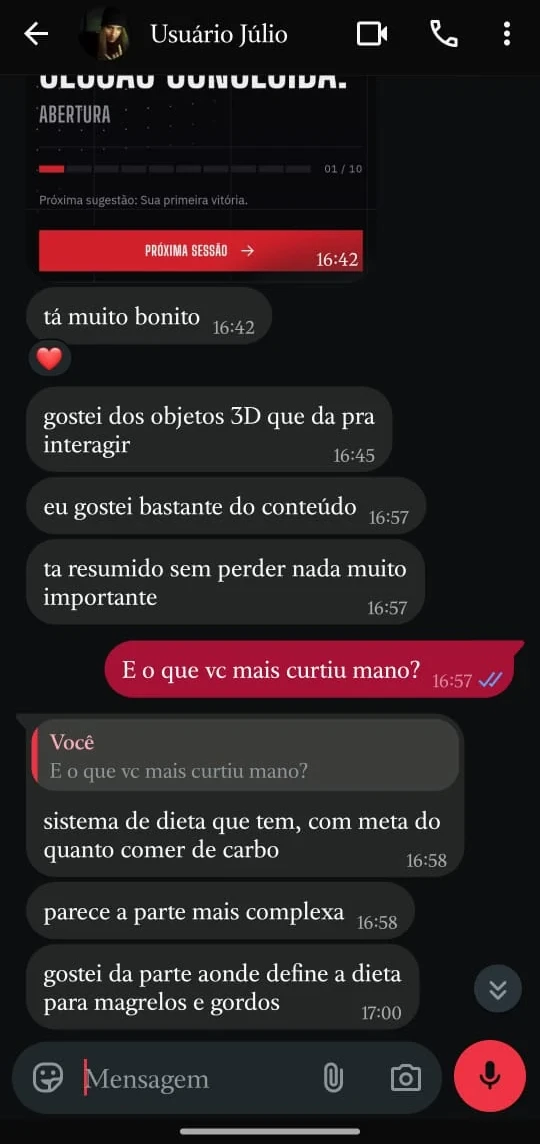 Usuário Júlio
SESSÃO CONCLUÍDA.
ABERTURA
01 / 10
Próxima sugestão: Sua primeira vitória.
PRÓXIMA SESSÃO →
16:42
tá muito bonito 16:42
❤️
gostei dos objetos 3D que da pra
interagir
16:45
eu gostei bastante do conteúdo 16:57
ta resumido sem perder nada muito
importante
16:57
E o que vc mais curtiu mano? 16:57
Você
E o que vc mais curtiu mano?
sistema de dieta que tem, com meta do
quanto comer de carbo
16:58
parece a parte mais complexa 16:58
gostei da parte aonde define a dieta
para magrelos e gordos
17:00
Mensagem